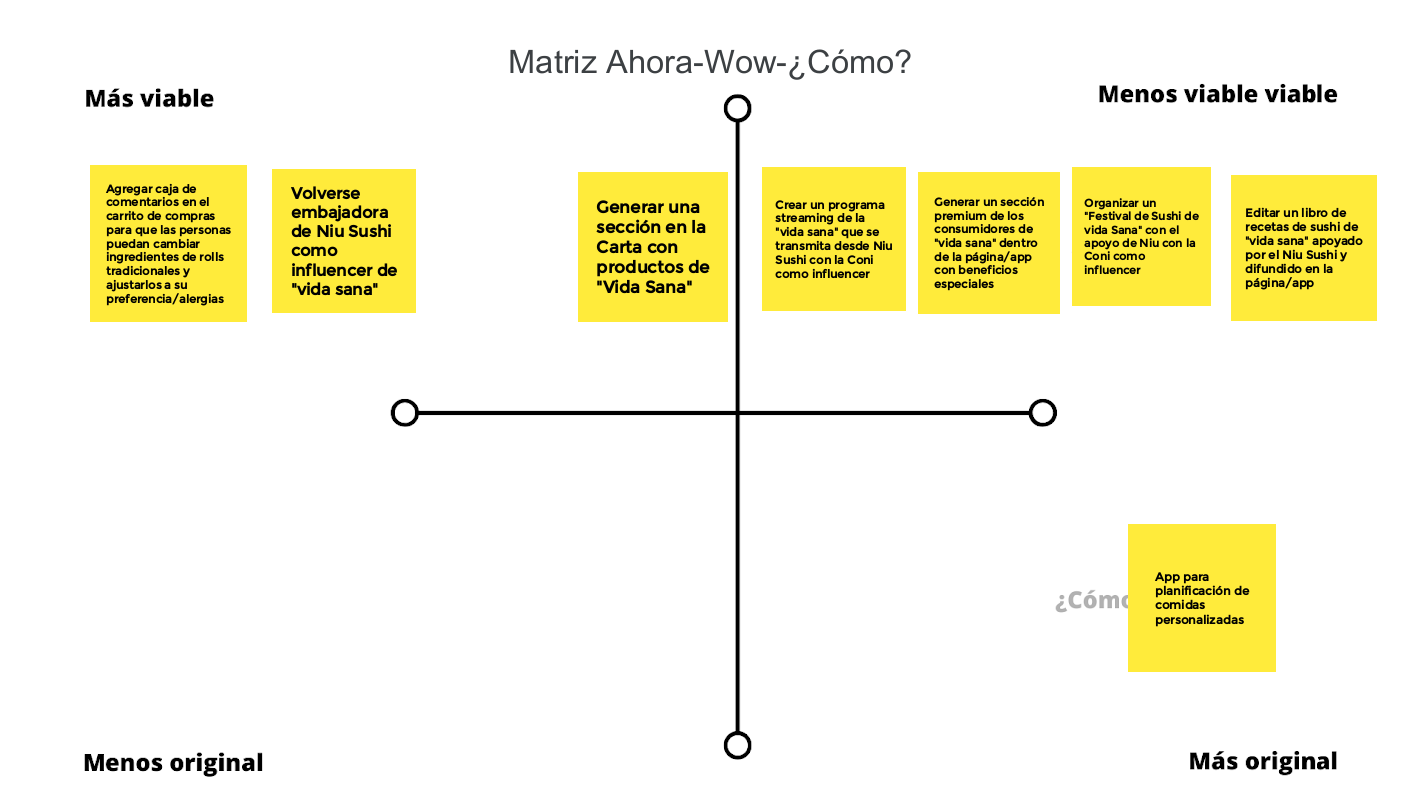 Matriz Ahora-Wow-¿Cómo?
Más viable
Menos viable viable
Agregar caja de
comentarios en el
carrito de compras
para que las personas
puedan cambiar
ingredientes de rolls
tradicionales y
ajustarlos a su
preferencia/alergias
Volverse
embajadora
de Niu Sushi
como
influencer de
"vida sana"
Generar una
sección en la
Carta con
productos de
"Vida Sana"
Crear un programa
streaming de la
"vida sana" que se
transmita desde Niu
Sushi con la Coni
como influencer
Generar un sección
premium de los
consumidores de
"vida sana" dentro
de la página/app
con beneficios
especiales
Organizar un
"Festival de Sushi de
vida Sana" con el
apoyo de Niu con la
Coni como
influencer
Editar un libro de
recetas de sushi de
"vida sana" apoyado
por el Niu Sushi y
difundido en la
página/app
¿Cómo
App para
planificación de
comidas
personalizadas
Menos original
Más original